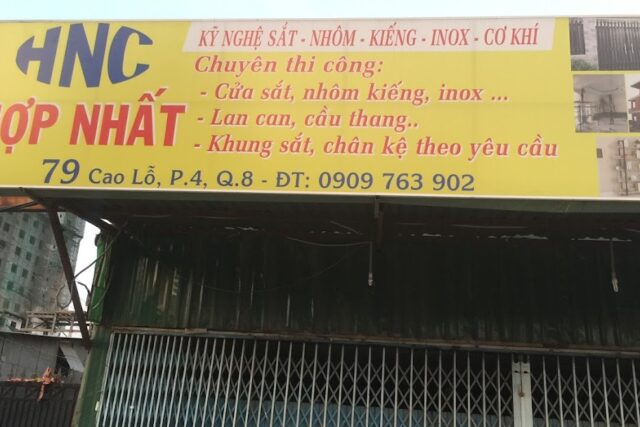 HNC
HỢP NHẤT
KỸ NGHỆ SẮT - NHÔM - KIẾNG - INOX - CƠ KHÍ
Chuyên thi công:
- Cửa sắt, nhôm kiếng, inox ...
- Lan can, cầu thang..
- Khung sắt, chân kệ theo yêu cầu
79 Cao Lỗ, P.4, Q.8 - ĐT: 0909 763 902